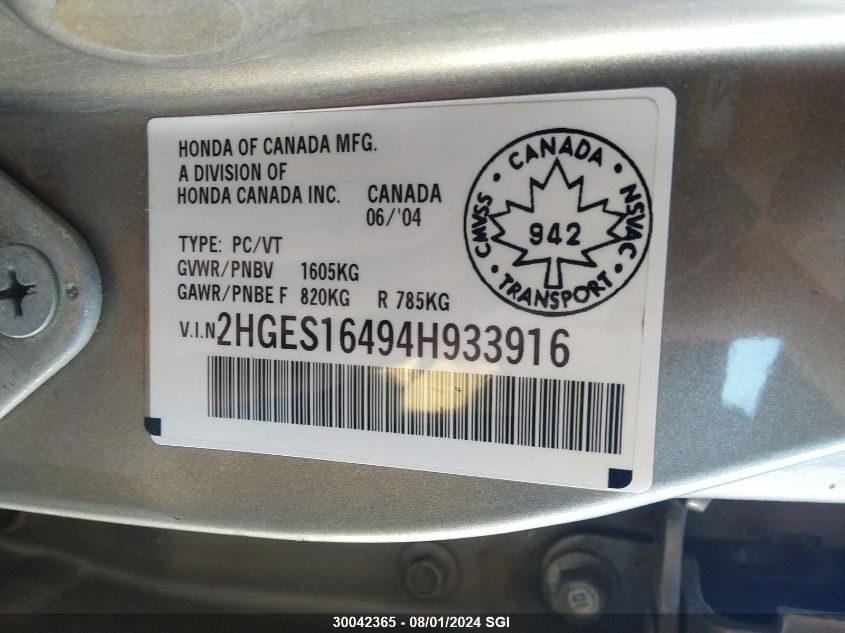 HONDA OF CANADA MFG.
A DIVISION OF
HONDA CANADA INC. CANADA
06/'04
TYPE: PC/VT
GVWR/PNBV 1605KG
GAWR/PNBE F 820KG R 785KG
V.I.N 2HGES16494H933916
• CANADA •
CMVSS • 942 NSVAC •
TRANSPORT
30042365 - 08/01/2024 SGI